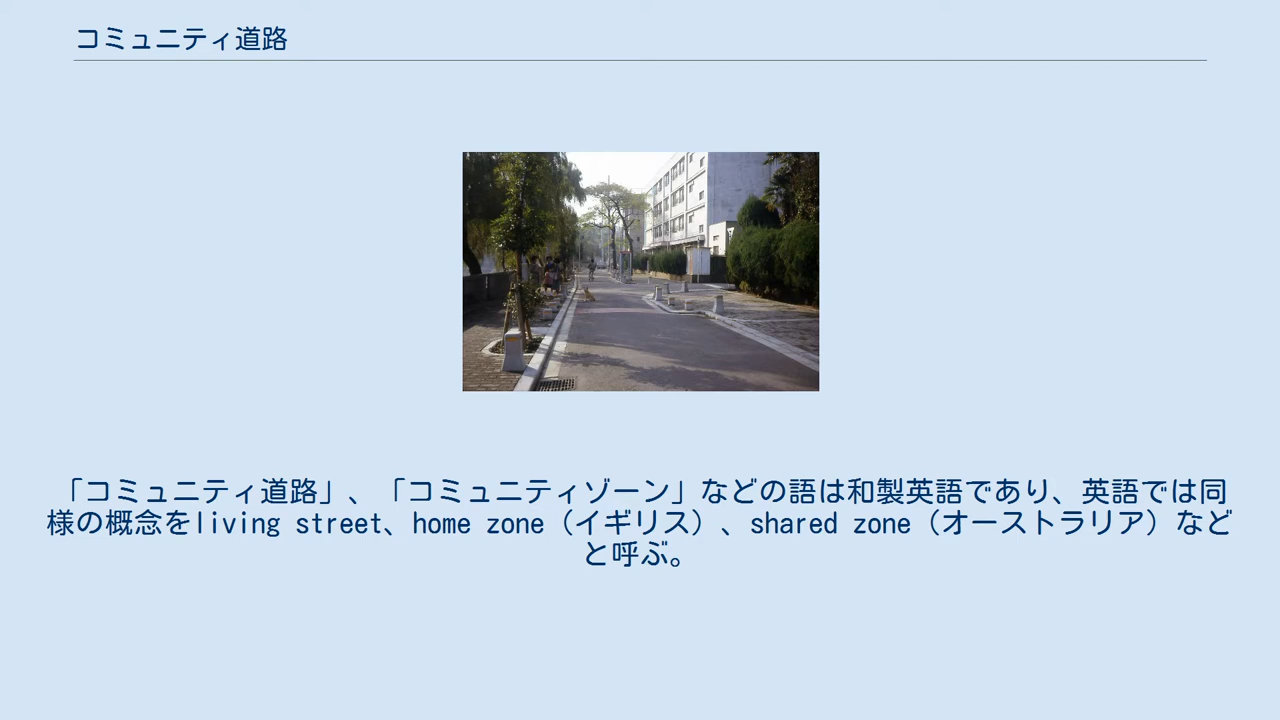 コミュニティ道路
「コミュニティ道路」、「コミュニティゾーン」などの語は和製英語であり、英語では同
様の概念をliving street、home zone（イギリス）、shared zone（オーストラリア）など
と呼ぶ。